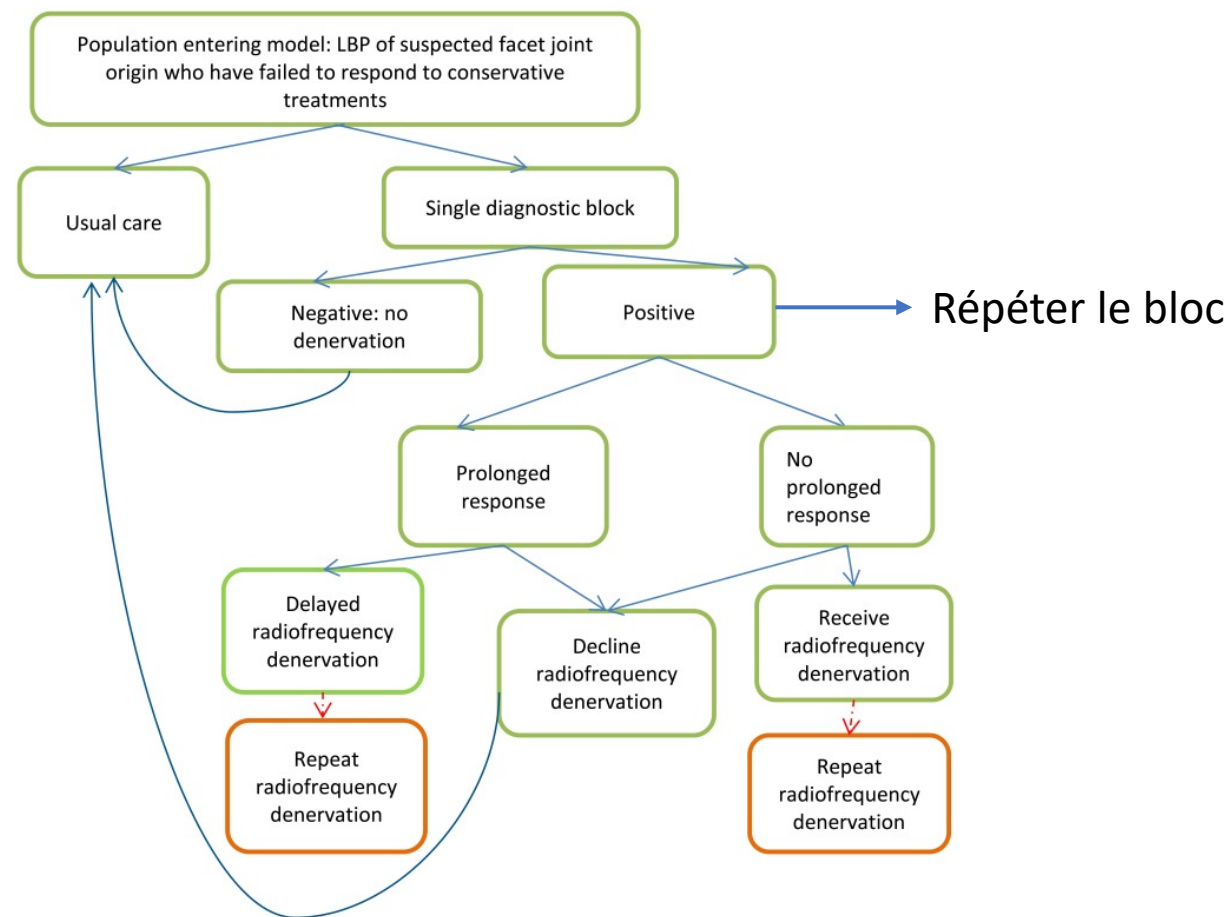 Population entering model: LBP of suspected facet joint
origin who have failed to respond to conservative
treatments
Usual care
Single diagnostic block
Negative: no
denervation
Positive
Répéter le bloc
Prolonged
response
No
prolonged
response
Delayed
radiofrequency
denervation
Decline
radiofrequency
denervation
Receive
radiofrequency
denervation
Repeat
radiofrequency
denervation
Repeat
radiofrequency
denervation